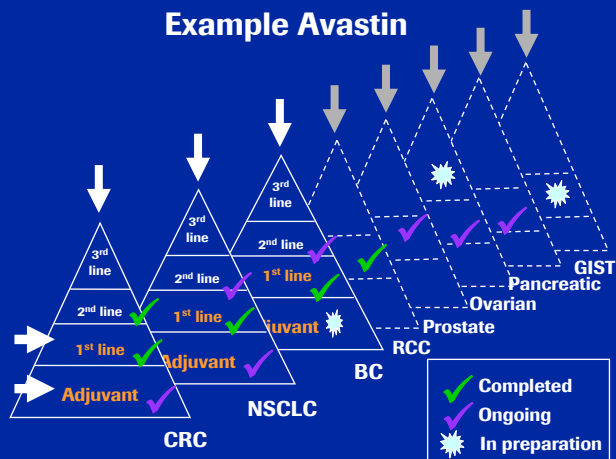 Example Avastin
3rd
line
2nd line
1st line
Adjuvant
CRC
3rd
line
2nd line
1st line
Adjuvant
NSCLC
3rd
line
2nd line
1st line
juvant
BC
RCC
Prostate
Ovarian
Pancreatic
GIST
Completed
Ongoing
In preparation